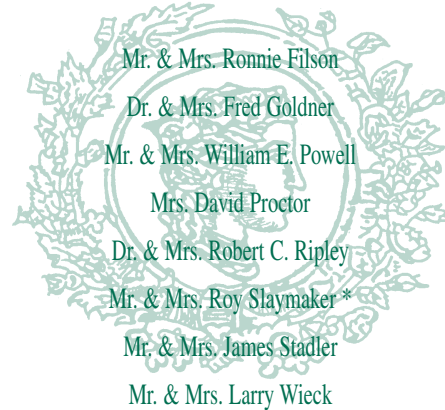 Mr. & Mrs. Ronnie Filson
Dr. & Mrs. Fred Goldner
Mr. & Mrs. William E. Powell
Mrs. David Proctor
Dr. & Mrs. Robert C. Ripley
Mr. & Mrs. Roy Slaymaker *
Mr. & Mrs. James Stadler
Mr. & Mrs. Larry Wieck